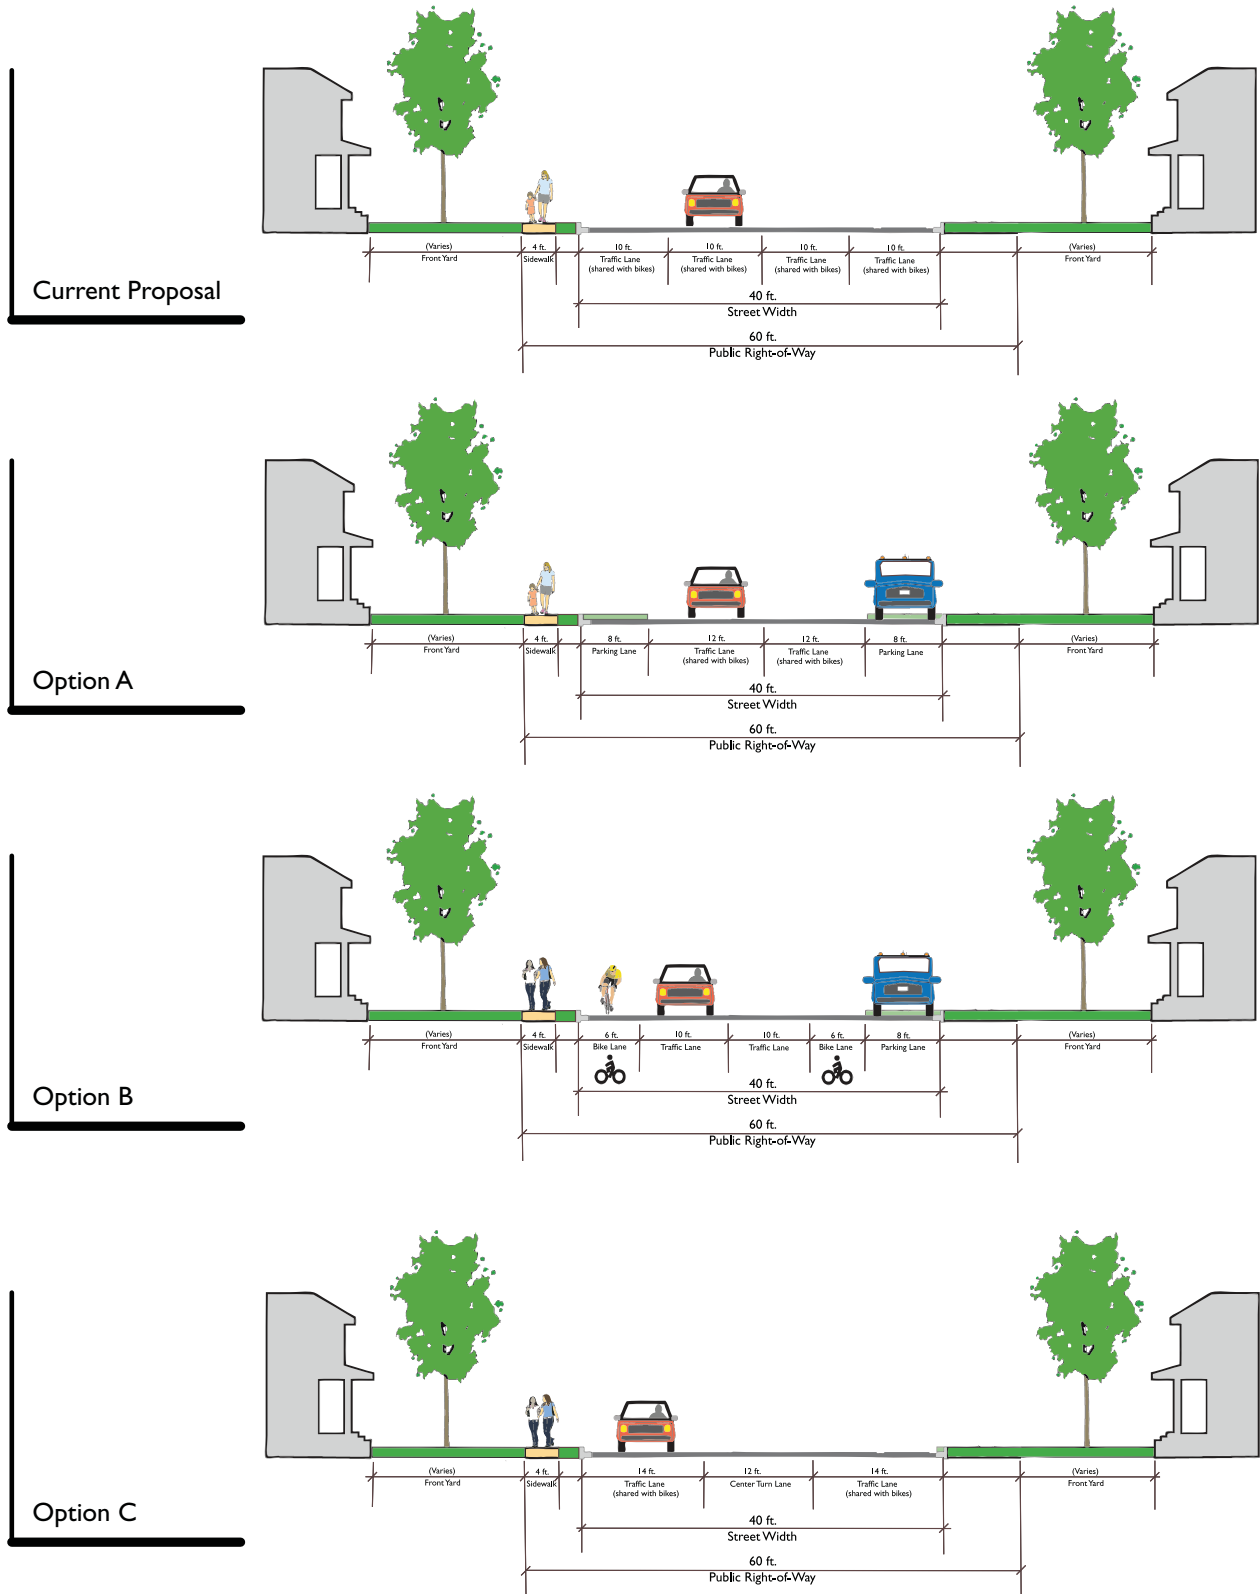 (Varies)
Front Yard
4 ft.
Sidewalk
10 ft.
Traffic Lane
(shared with bikes)
10 ft.
Traffic Lane
(shared with bikes)
10 ft.
Traffic Lane
(shared with bikes)
10 ft.
Traffic Lane
(shared with bikes)
(Varies)
Front Yard
Current Proposal
40 ft.
Street Width
60 ft.
Public Right-of-Way
(Varies)
Front Yard
4 ft.
Sidewalk
8 ft.
Parking Lane
12 ft.
Traffic Lane
(shared with bikes)
12 ft.
Traffic Lane
(shared with bikes)
8 ft.
Parking Lane
(Varies)
Front Yard
Option A
40 ft.
Street Width
60 ft.
Public Right-of-Way
(Varies)
Front Yard
4 ft.
Sidewalk
6 ft.
Bike Lane
10 ft.
Traffic Lane
10 ft.
Traffic Lane
6 ft.
Bike Lane
8 ft.
Parking Lane
(Varies)
Front Yard
Option B
40 ft.
Street Width
60 ft.
Public Right-of-Way
(Varies)
Front Yard
4 ft.
Sidewalk
14 ft.
Traffic Lane
(shared with bikes)
12 ft.
Center Turn Lane
14 ft.
Traffic Lane
(shared with bikes)
(Varies)
Front Yard
Option C
40 ft.
Street Width
60 ft.
Public Right-of-Way